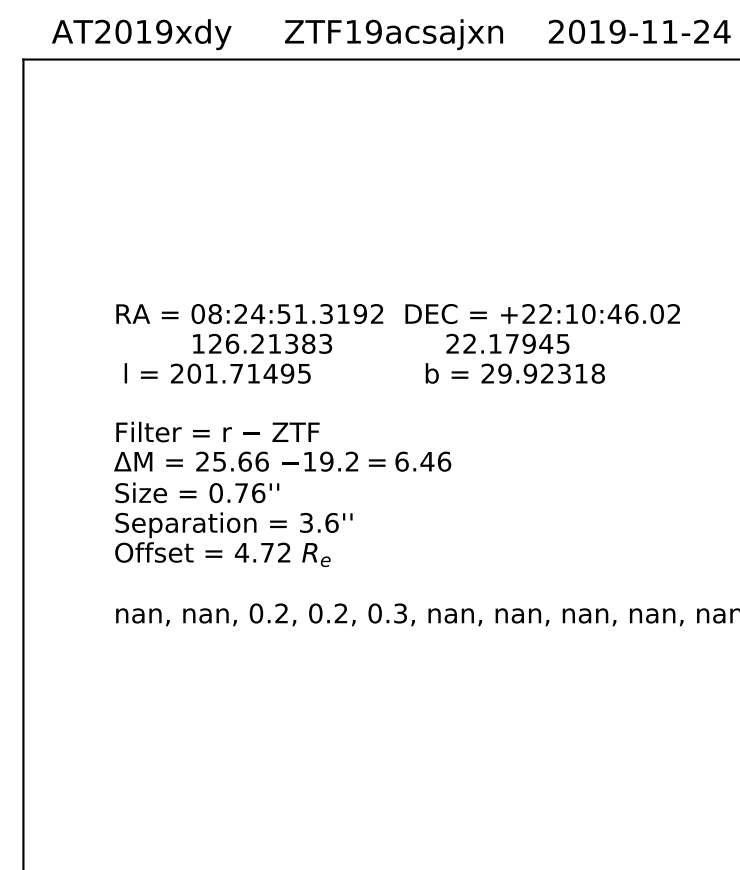 AT2019xdy ZTF19acsajxn 2019-11-24
RA = 08:24:51.3192 DEC = +22:10:46.02
126.21383 22.17945
l = 201.71495 b = 29.92318
Filter = r − ZTF
ΔM = 25.66 −19.2 = 6.46
Size = 0.76''
Separation = 3.6''
Offset = 4.72 Rₑ
nan, nan, 0.2, 0.2, 0.3, nan, nan, nan, nan, nan